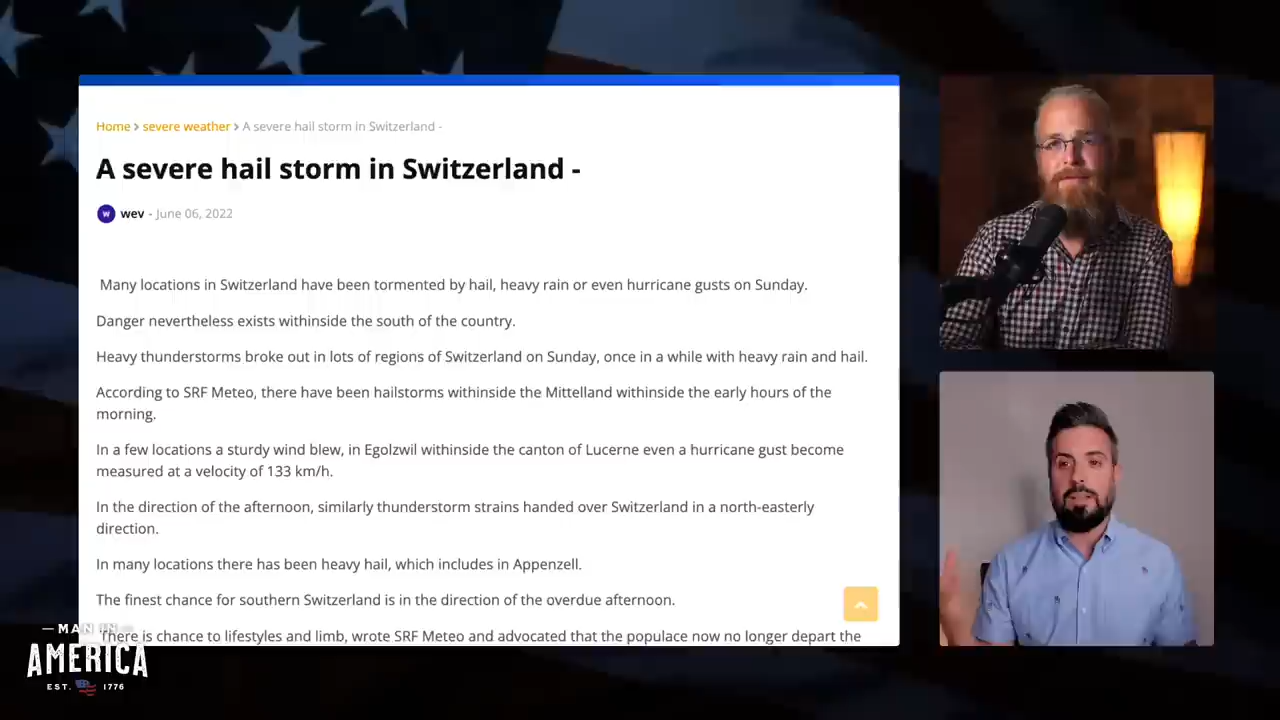 Home > severe weather > A severe hail storm in Switzerland -
A severe hail storm in Switzerland -
w wev - June 06, 2022
Many locations in Switzerland have been tormented by hail, heavy rain or even hurricane gusts on Sunday.
Danger nevertheless exists withinside the south of the country.
Heavy thunderstorms broke out in lots of regions of Switzerland on Sunday, once in a while with heavy rain and hail.
According to SRF Meteo, there have been hailstorms withinside the Mittelland withinside the early hours of the
morning.
In a few locations a sturdy wind blew, in Egolzwil withinside the canton of Lucerne even a hurricane gust become
measured at a velocity of 133 km/h.
In the direction of the afternoon, similarly thunderstorm strains handed over Switzerland in a north-easterly
direction.
In many locations there has been heavy hail, which includes in Appenzell.
The finest chance for southern Switzerland is in the direction of the overdue afternoon.
There is chance to lifestyles and limb, wrote SRF Meteo and advocated that the populace now no longer depart the
MAN IN
AMERICA
EST. 1776